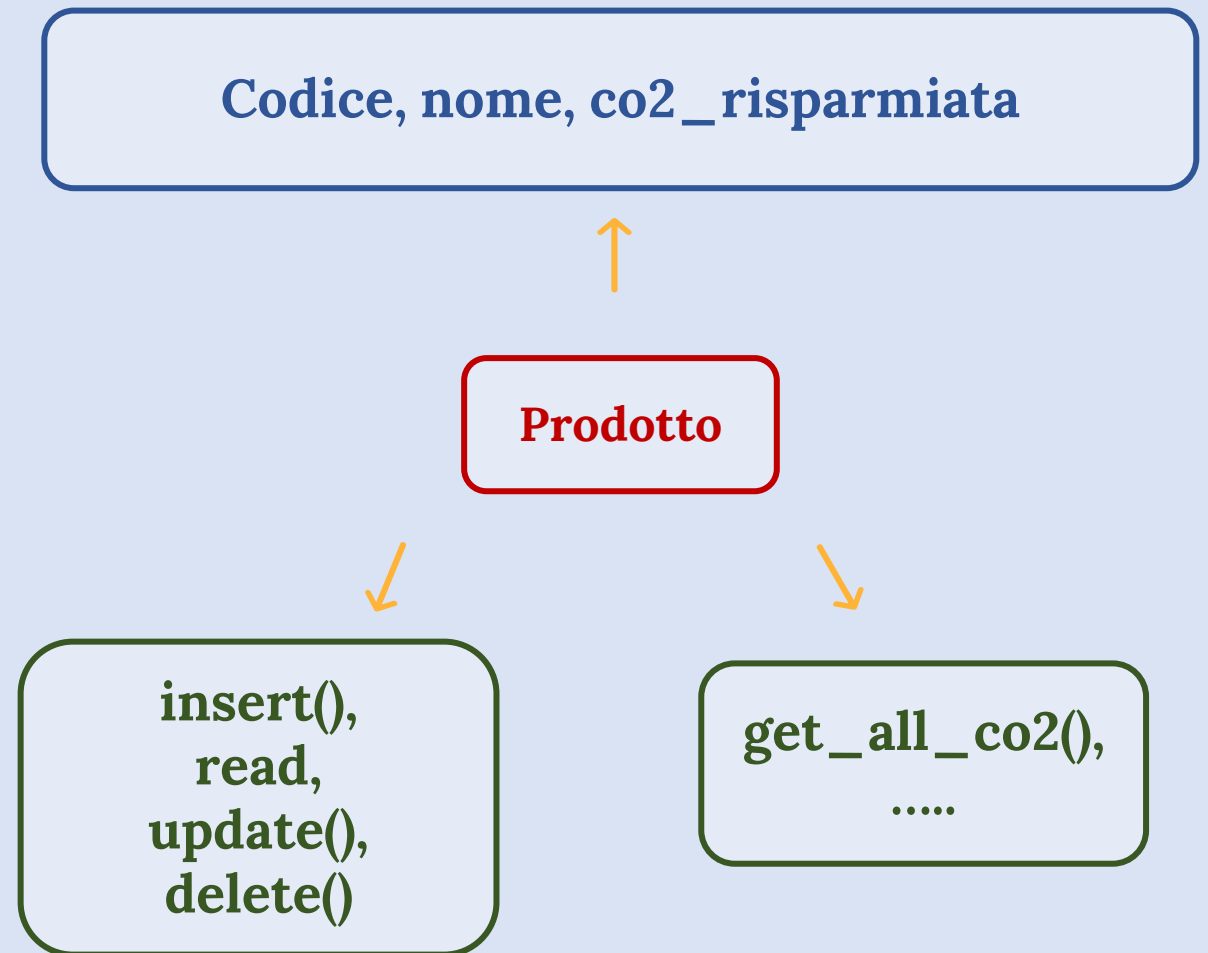 Codice, nome, co2_risparmiata
Prodotto
insert(),
read,
update(),
delete()
get_all_co2(),
.....